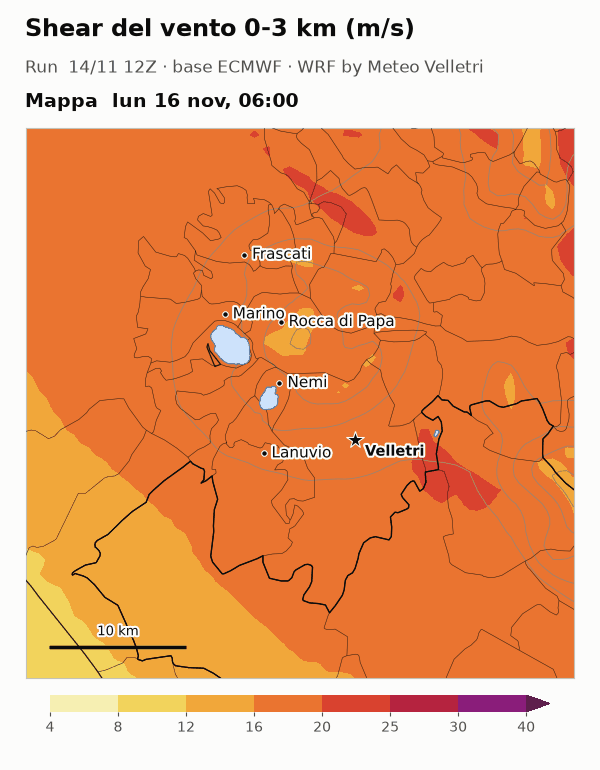 Shear del vento 0-3 km (m/s)
Run  14/11 12Z · base ECMWF · WRF by Meteo Velletri
Mappa  lun 16 nov, 06:00
Frascati
Marino
Rocca di Papa
Nemi
Velletri
Lanuvio
10 km
4 8 12 16 20 25 30 40